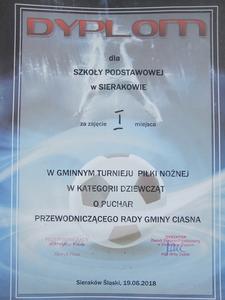 DYPLOM
dla
SZKOŁY PODSTAWOWEJ
w SIERAKOWIE
za zajęcie I miejsca
W GMINNYM TURNIEJU PIŁKI NOŻNEJ
W KATEGORII DZIEWCZĄT
O PUCHAR
PRZEWODNICZĄCEGO RADY GMINY CIASNA
Sieraków Śląski, 19.06.2018